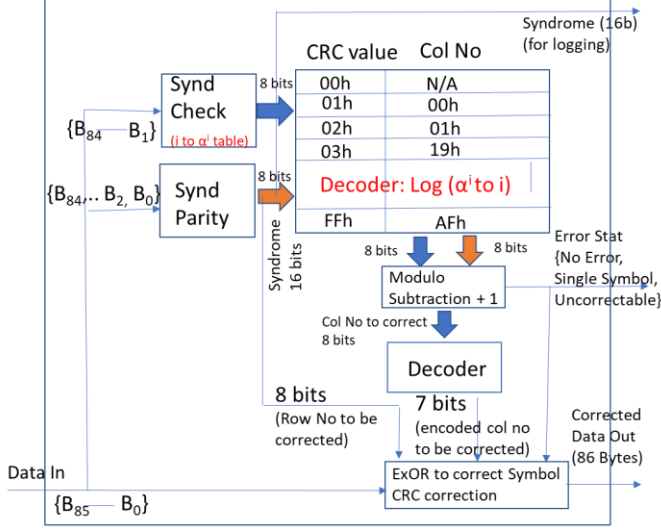 Syndrome (16b)
(for logging)
CRC value Col No
00h N/A
01h 00h
02h 01h
03h 19h
Decoder: Log (αⁱ to i)
FFh AFh
Synd
Check
(i to αⁱ table)
8 bits
{B84 B1}
{B84,.. B2, B0}
Synd
Parity
8 bits
Syndrome
16 bits
8 bits
8 bits
Error Stat
{No Error,
Single Symbol,
Uncorrectable}
Modulo
Subtraction + 1
Col No to correct
8 bits
Decoder
8 bits
(Row No to be
corrected)
7 bits
(encoded col no
to be corrected)
Corrected
Data Out
(86 Bytes)
Data In
{B85 B0}
ExOR to correct Symbol
CRC correction